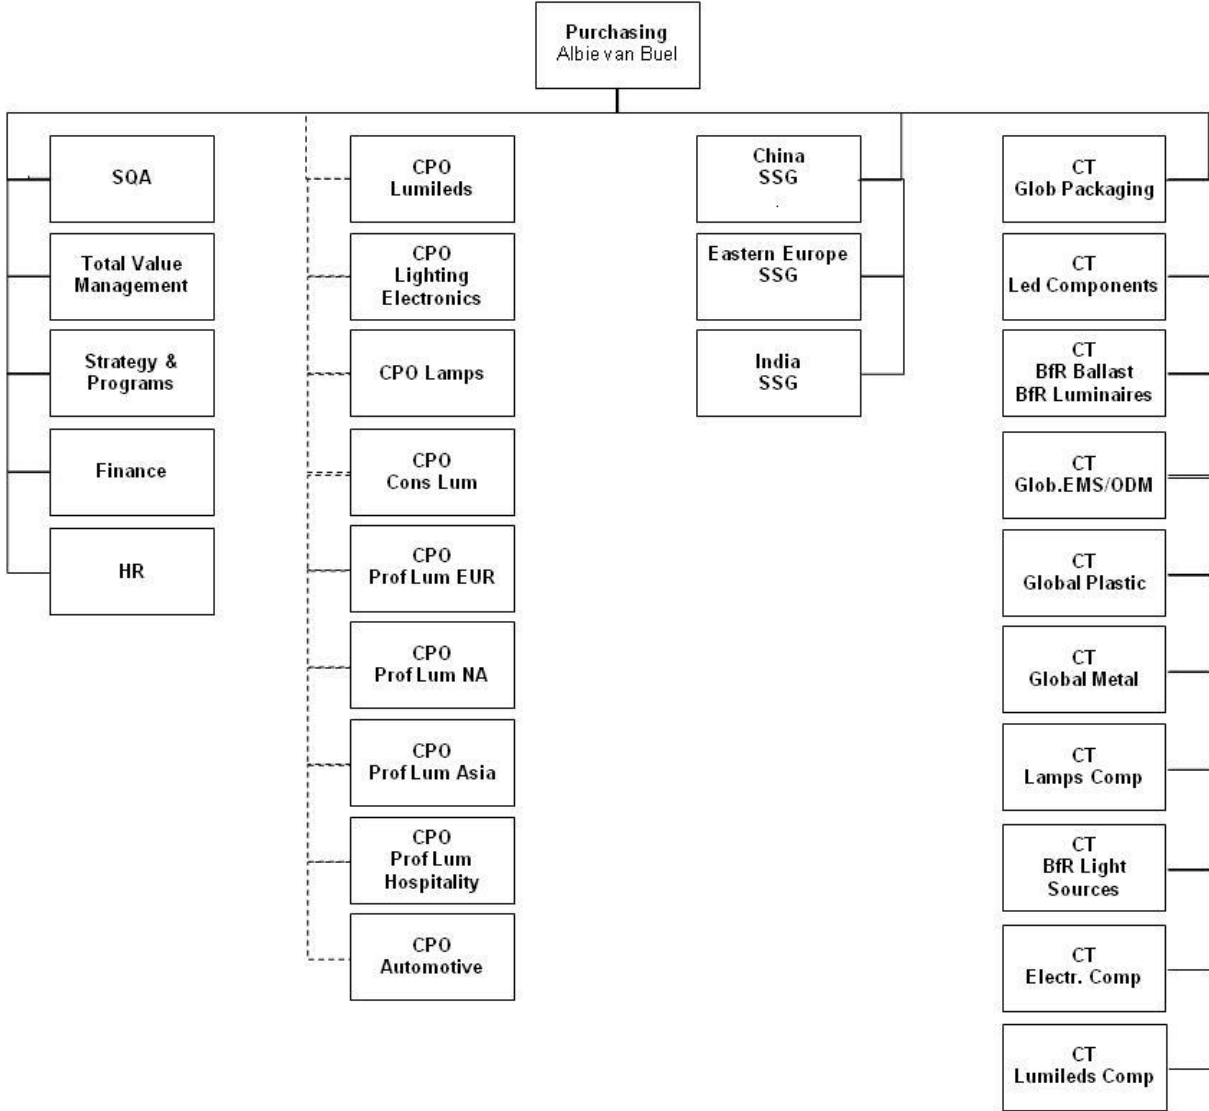 Purchasing
Albie van Buel
SQA
Total Value
Management
Strategy &
Programs
Finance
HR
CPO
Lumileds
CPO
Lighting
Electronics
CPO Lamps
CPO
Cons Lum
CPO
Prof Lum EUR
CPO
Prof Lum NA
CPO
Prof Lum Asia
CPO
Prof Lum
Hospitality
CPO
Automotive
China
SSG
Eastern Europe
SSG
India
SSG
CT
Glob Packaging
CT
Led Components
CT
BfR Ballast
BfR Luminaires
CT
Glob.EMS/ODM
CT
Global Plastic
CT
Global Metal
CT
Lamps Comp
CT
BfR Light
Sources
CT
Electr. Comp
CT
Lumileds Comp